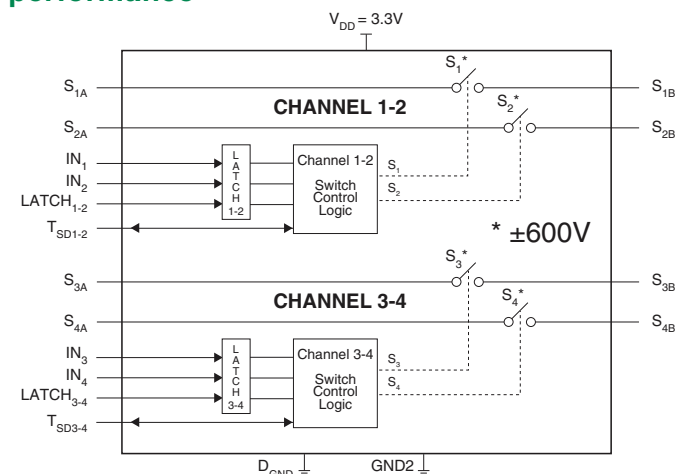 performance
V_DD = 3.3V
S_1A
S_1*
S_1B
CHANNEL 1-2
S_2*
S_2A
S_2B
IN_1
IN_2
LATCH_1-2
T_SD1-2
LATCH
1-2
Channel 1-2
Switch
Control
Logic
S_1
S_2
* ±600V
S_3A
S_3*
S_3B
CHANNEL 3-4
S_4*
S_4A
S_4B
IN_3
IN_4
LATCH_3-4
T_SD3-4
LATCH
3-4
Channel 3-4
Switch
Control
Logic
S_3
S_4
D_GND
GND2